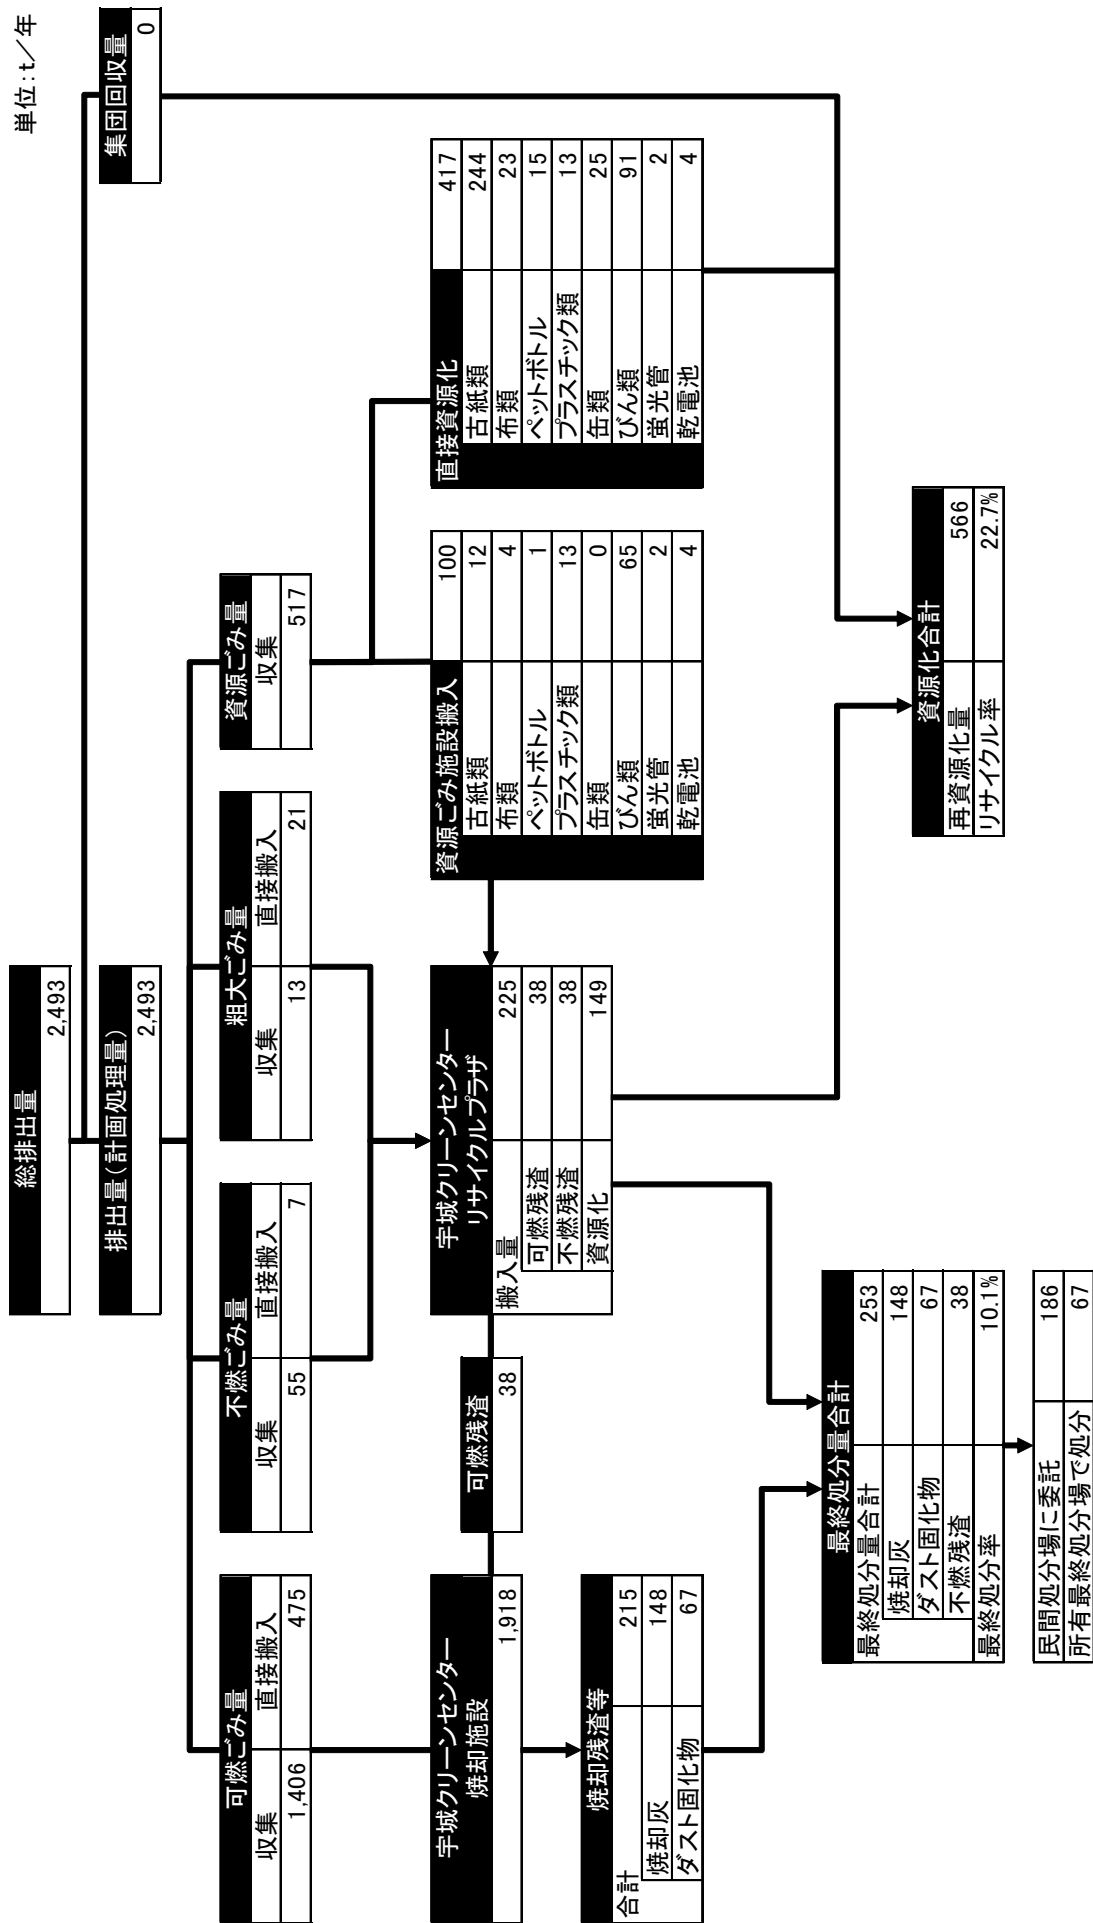 単位:t/年
総排出量
2,493
排出量(計画処理量)
2,493
集団回収量
0
可燃ごみ量
収集 直接搬入
1,406 475
不燃ごみ量
収集 直接搬入
55 7
粗大ごみ量
収集 直接搬入
13 21
資源ごみ量
収集
517
宇城クリーンセンター
焼却施設
1,918
可燃残渣
38
宇城クリーンセンター
リサイクルプラザ
搬入量 225
可燃残渣 38
不燃残渣 38
資源化 149
資源ごみ施設搬入 100
古紙類 12
布類 4
ペットボトル 1
プラスチック類 13
缶類 0
びん類 65
蛍光管 2
乾電池 4
直接資源化 417
古紙類 244
布類 23
ペットボトル 15
プラスチック類 13
缶類 25
びん類 91
蛍光管 2
乾電池 4
焼却残渣等
合計 215
焼却灰 148
ダスト固化物 67
最終処分量合計
最終処分量合計 253
焼却灰 148
ダスト固化物 67
不燃残渣 38
最終処分率 10.1%
資源化合計
再資源化量 566
リサイクル率 22.7%
民間処分場に委託 186
所有最終処分場で処分 67